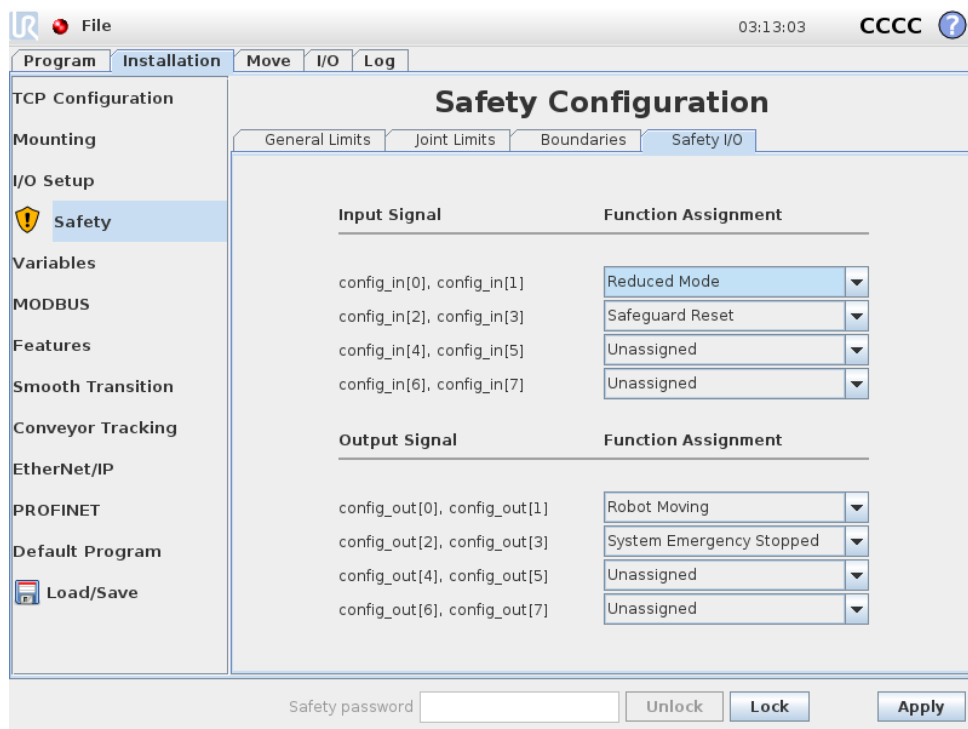 UR File 03:13:03 CCCC ?
Program Installation Move I/O Log
TCP Configuration
Mounting
I/O Setup
Safety
Variables
MODBUS
Features
Smooth Transition
Conveyor Tracking
EtherNet/IP
PROFINET
Default Program
Load/Save
Safety Configuration
General Limits Joint Limits Boundaries Safety I/O
Input Signal Function Assignment
config_in[0], config_in[1] Reduced Mode
config_in[2], config_in[3] Safeguard Reset
config_in[4], config_in[5] Unassigned
config_in[6], config_in[7] Unassigned
Output Signal Function Assignment
config_out[0], config_out[1] Robot Moving
config_out[2], config_out[3] System Emergency Stopped
config_out[4], config_out[5] Unassigned
config_out[6], config_out[7] Unassigned
Safety password Unlock Lock Apply